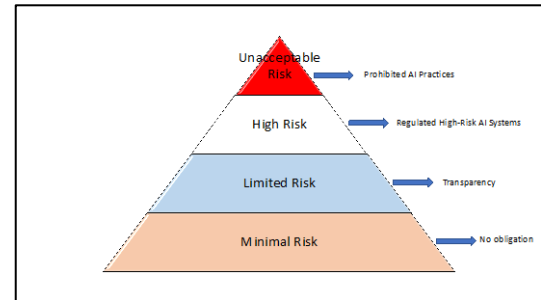 Unacceptable
Risk
Prohibited AI Practices
High Risk
Regulated High-Risk AI Systems
Limited Risk
Transparency
Minimal Risk
No obligation